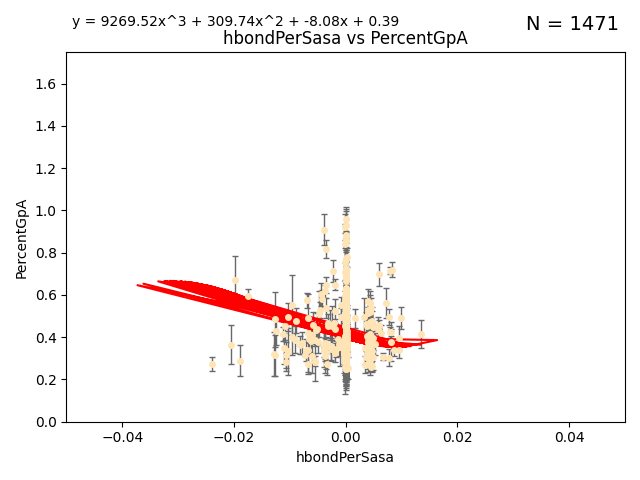 y = 9269.52x^3 + 309.74x^2 + -8.08x + 0.39
N = 1471
hbondPerSasa vs PercentGpA
1.6
1.4
1.2
1.0
0.8
0.6
0.4
0.2
0.0
PercentGpA
−0.04 −0.02 0.00 0.02 0.04
hbondPerSasa